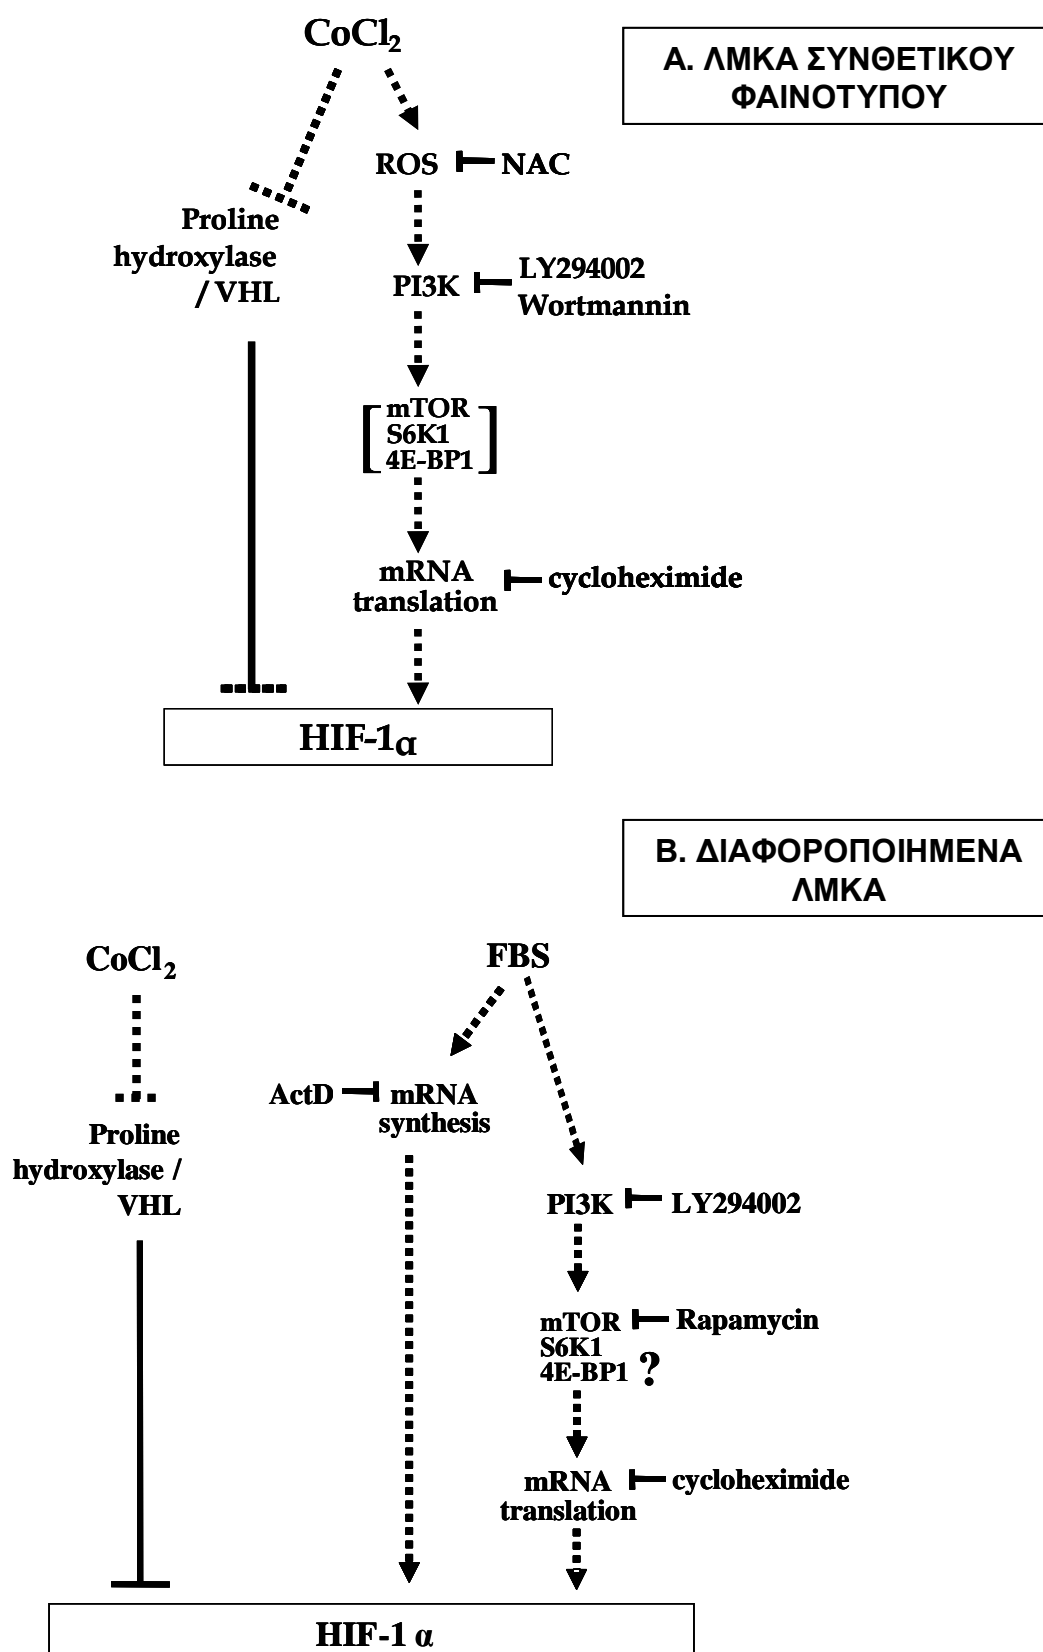 CoCl₂
Α. ΛΜΚΑ ΣΥΝΘΕΤΙΚΟΥ
ΦΑΙΝΟΤΥΠΟΥ
ROS
NAC
Proline
hydroxylase
/ VHL
PI3K
LY294002
Wortmannin
mTOR
S6K1
4E-BP1
mRNA
translation
cycloheximide
HIF-1α
Β. ΔΙΑΦΟΡΟΠΟΙΗΜΕΝΑ
ΛΜΚΑ
CoCl₂
FBS
ActD
mRNA
synthesis
Proline
hydroxylase /
VHL
PI3K
LY294002
mTOR
S6K1
4E-BP1 ?
Rapamycin
mRNA
translation
cycloheximide
HIF-1 α